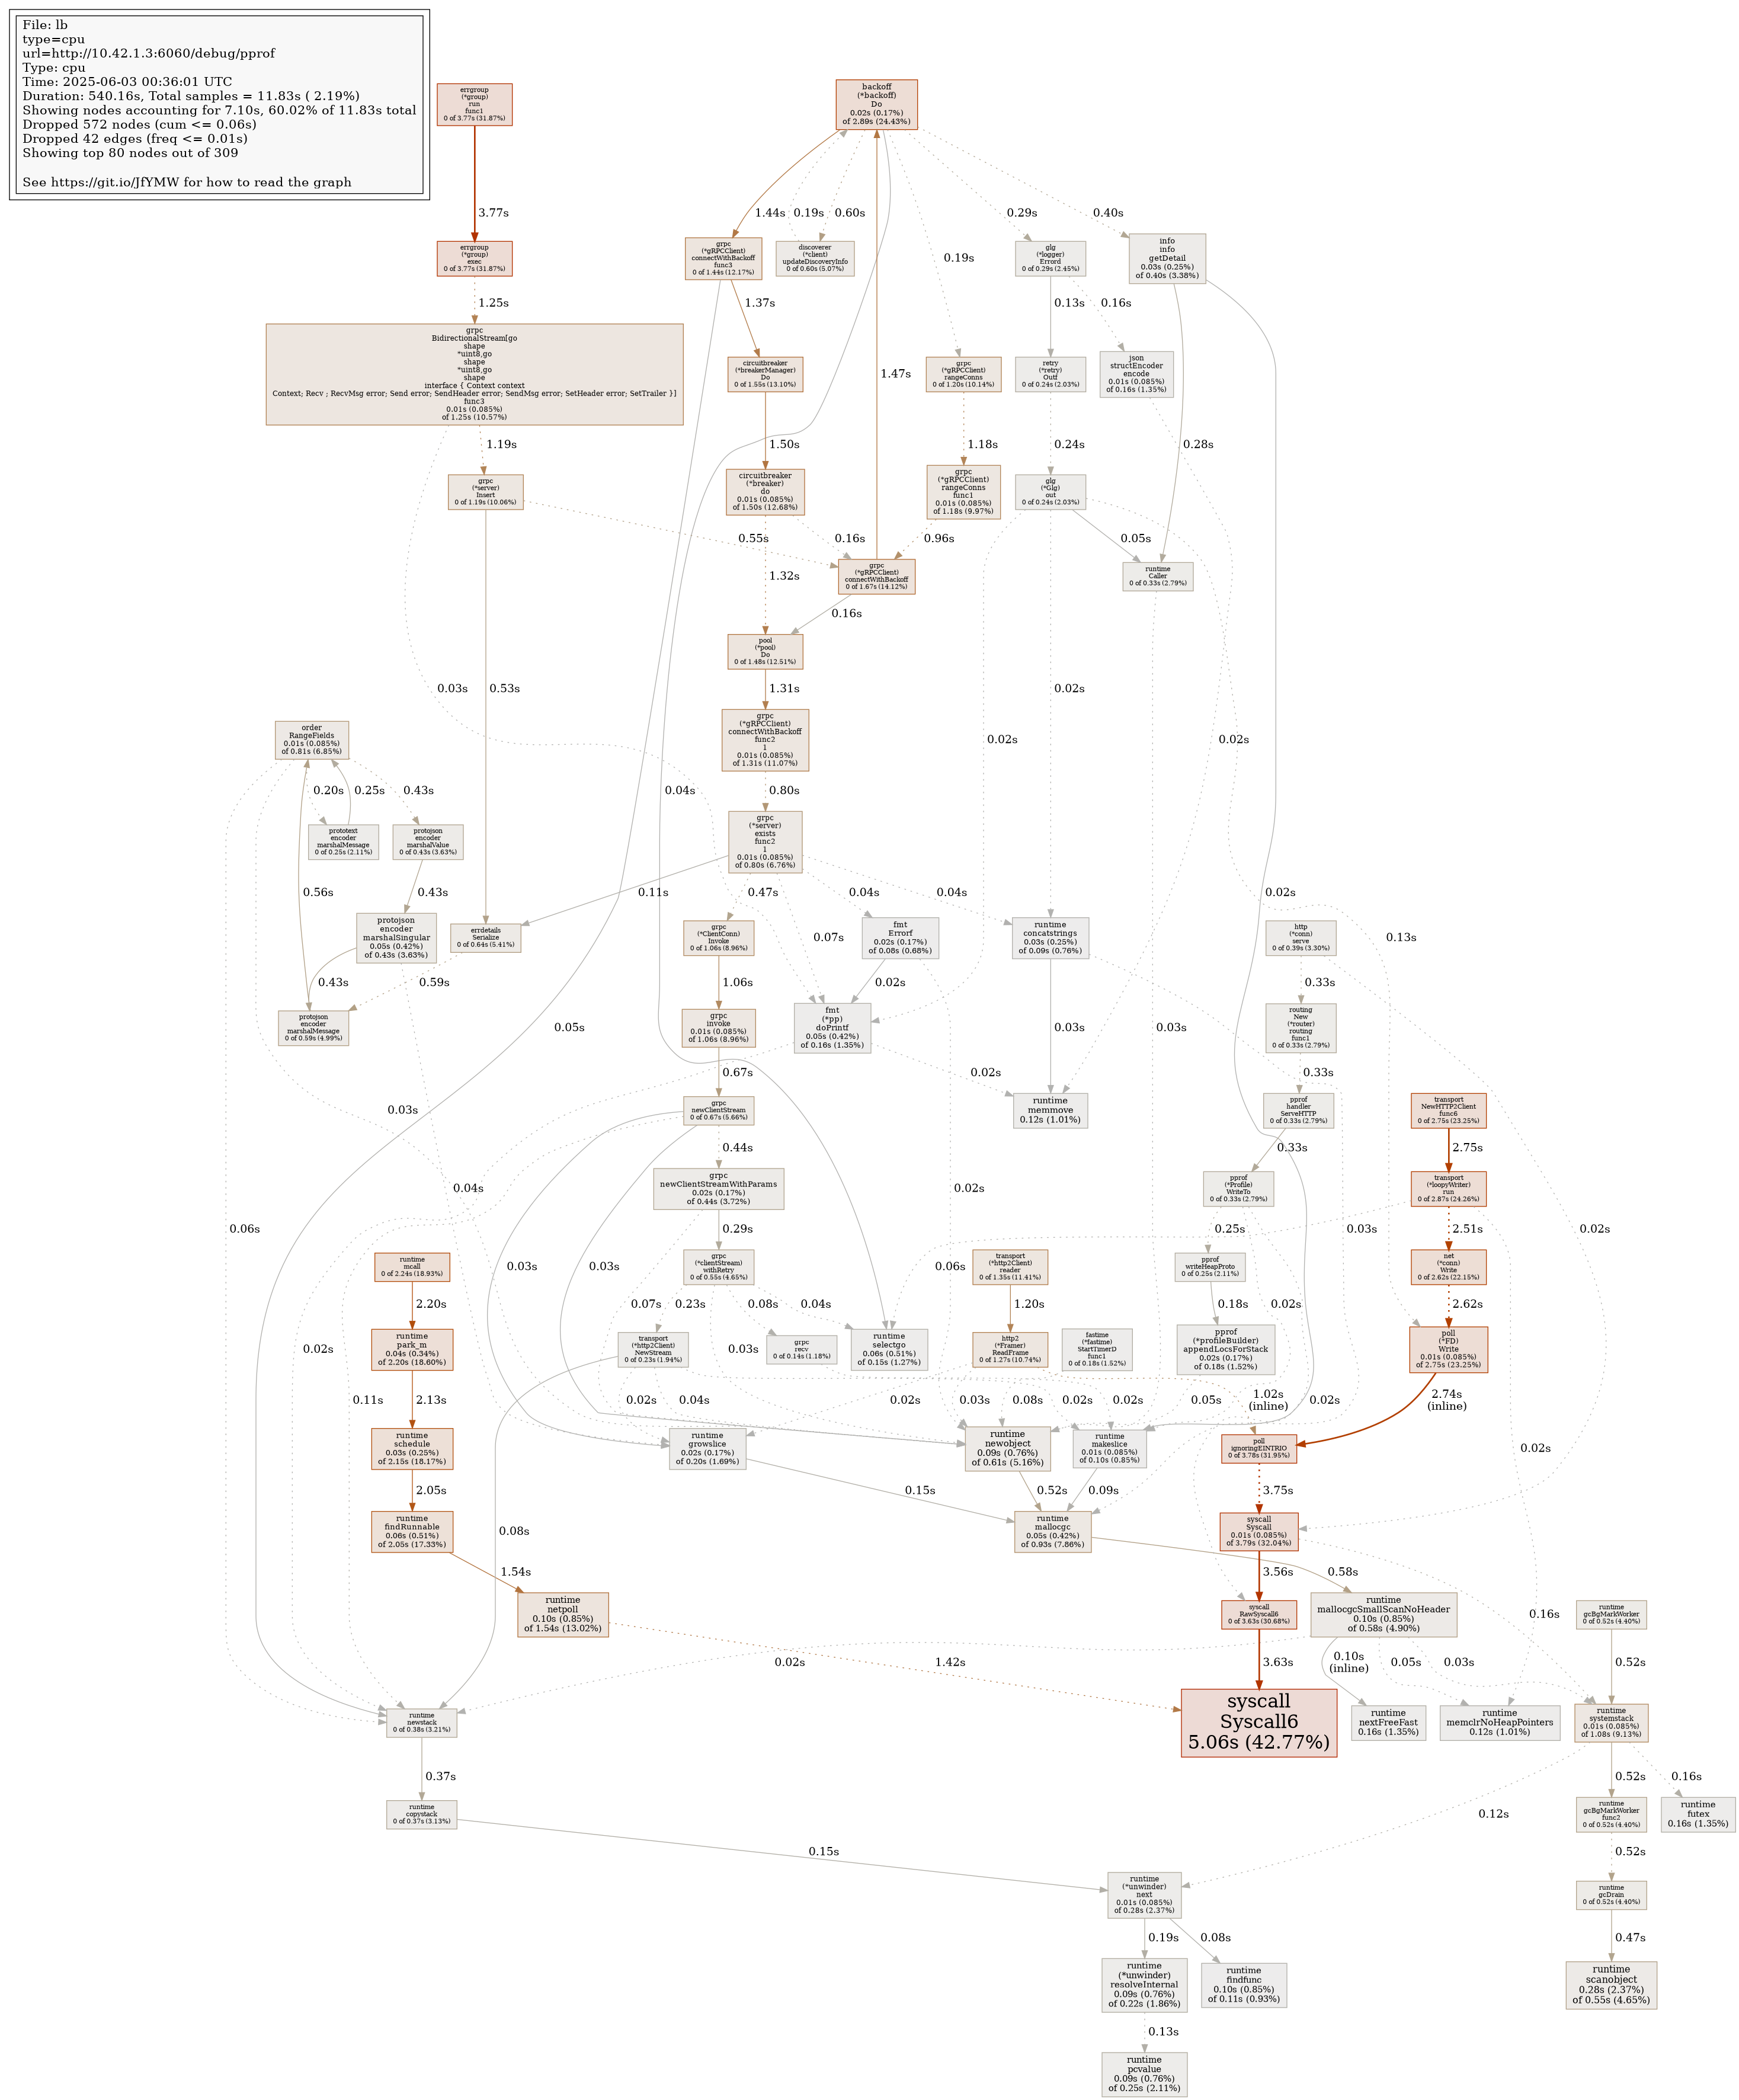 File: lb
type=cpu
url=http://10.42.1.3:6060/debug/pprof
Type: cpu
Time: 2025-06-03 00:36:01 UTC
Duration: 540.16s, Total samples = 11.83s ( 2.19%)
Showing nodes accounting for 7.10s, 60.02% of 11.83s total
Dropped 572 nodes (cum <= 0.06s)
Dropped 42 edges (freq <= 0.01s)
Showing top 80 nodes out of 309
See https://git.io/JfYMW for how to read the graph
errgroup
(*group)
run
func1
0 of 3.77s (31.87%)
backoff
(*backoff)
Do
0.02s (0.17%)
of 2.89s (24.43%)
3.77s
1.44s
0.19s
0.60s
0.29s
0.40s
errgroup
(*group)
exec
0 of 3.77s (31.87%)
grpc
(*gRPCClient)
connectWithBackoff
func3
0 of 1.44s (12.17%)
discoverer
(*client)
updateDiscoveryInfo
0 of 0.60s (5.07%)
0.19s
glg
(*logger)
Errord
0 of 0.29s (2.45%)
info
info
getDetail
0.03s (0.25%)
of 0.40s (3.38%)
1.25s
1.37s
0.13s
0.16s
grpc
BidirectionalStream[go
shape
*uint8,go
shape
*uint8,go
shape
interface { Context context
Context; Recv ; RecvMsg error; Send error; SendHeader error; SendMsg error; SetHeader error; SetTrailer }]
func3
0.01s (0.085%)
of 1.25s (10.57%)
circuitbreaker
(*breakerManager)
Do
0 of 1.55s (13.10%)
1.47s
grpc
(*gRPCClient)
rangeConns
0 of 1.20s (10.14%)
retry
(*retry)
Outf
0 of 0.24s (2.03%)
json
structEncoder
encode
0.01s (0.085%)
of 0.16s (1.35%)
1.19s
1.50s
1.18s
0.24s
0.28s
grpc
(*server)
Insert
0 of 1.19s (10.06%)
circuitbreaker
(*breaker)
do
0.01s (0.085%)
of 1.50s (12.68%)
grpc
(*gRPCClient)
rangeConns
func1
0.01s (0.085%)
of 1.18s (9.97%)
glg
(*Glg)
out
0 of 0.24s (2.03%)
0.55s
0.16s
0.96s
0.05s
1.32s
grpc
(*gRPCClient)
connectWithBackoff
0 of 1.67s (14.12%)
runtime
Caller
0 of 0.33s (2.79%)
0.16s
pool
(*pool)
Do
0 of 1.48s (12.51%)
0.03s
0.53s
1.31s
0.02s
0.02s
0.02s
order
RangeFields
0.01s (0.085%)
of 0.81s (6.85%)
grpc
(*gRPCClient)
connectWithBackoff
func2
1
0.01s (0.085%)
of 1.31s (11.07%)
0.20s
0.25s
0.43s
0.04s
0.80s
prototext
encoder
marshalMessage
0 of 0.25s (2.11%)
protojson
encoder
marshalValue
0 of 0.43s (3.63%)
grpc
(*server)
exists
func2
1
0.01s (0.085%)
of 0.80s (6.76%)
0.56s
0.43s
0.11s
0.47s
0.04s
0.04s
0.02s
protojson
encoder
marshalSingular
0.05s (0.42%)
of 0.43s (3.63%)
errdetails
Serialize
0 of 0.64s (5.41%)
grpc
(*ClientConn)
Invoke
0 of 1.06s (8.96%)
0.07s
fmt
Errorf
0.02s (0.17%)
of 0.08s (0.68%)
runtime
concatstrings
0.03s (0.25%)
of 0.09s (0.76%)
http
(*conn)
serve
0 of 0.39s (3.30%)
0.13s
0.43s
0.59s
1.06s
0.02s
0.33s
protojson
encoder
marshalMessage
0 of 0.59s (4.99%)
0.05s
grpc
invoke
0.01s (0.085%)
of 1.06s (8.96%)
fmt
(*pp)
doPrintf
0.05s (0.42%)
of 0.16s (1.35%)
0.03s
0.03s
routing
New
(*router)
routing
func1
0 of 0.33s (2.79%)
0.67s
0.02s
0.33s
0.03s
grpc
newClientStream
0 of 0.67s (5.66%)
runtime
memmove
0.12s (1.01%)
pprof
handler
ServeHTTP
0 of 0.33s (2.79%)
transport
NewHTTP2Client
func6
0 of 2.75s (23.25%)
0.44s
0.33s
2.75s
0.04s
grpc
newClientStreamWithParams
0.02s (0.17%)
of 0.44s (3.72%)
0.02s
pprof
(*Profile)
WriteTo
0 of 0.33s (2.79%)
transport
(*loopyWriter)
run
0 of 2.87s (24.26%)
0.06s
0.29s
0.25s
0.03s
2.51s
0.02s
runtime
mcall
0 of 2.24s (18.93%)
0.03s
0.03s
grpc
(*clientStream)
withRetry
0 of 0.55s (4.65%)
0.06s
transport
(*http2Client)
reader
0 of 1.35s (11.41%)
pprof
writeHeapProto
0 of 0.25s (2.11%)
net
(*conn)
Write
0 of 2.62s (22.15%)
2.20s
0.07s
0.23s
0.08s
0.04s
1.20s
0.18s
0.02s
2.62s
runtime
park_m
0.04s (0.34%)
of 2.20s (18.60%)
0.02s
transport
(*http2Client)
NewStream
0 of 0.23s (1.94%)
0.03s
grpc
recv
0 of 0.14s (1.18%)
runtime
selectgo
0.06s (0.51%)
of 0.15s (1.27%)
http2
(*Framer)
ReadFrame
0 of 1.27s (10.74%)
fastime
(*fastime)
StartTimerD
func1
0 of 0.18s (1.52%)
pprof
(*profileBuilder)
appendLocsForStack
0.02s (0.17%)
of 0.18s (1.52%)
poll
(*FD)
Write
0.01s (0.085%)
of 2.75s (23.25%)
2.13s
0.11s
0.02s
0.04s
0.02s
0.03s
0.08s
0.02s
0.02s
0.05s
1.02s
(inline)
0.02s
2.74s
(inline)
runtime
schedule
0.03s (0.25%)
of 2.15s (18.17%)
runtime
growslice
0.02s (0.17%)
of 0.20s (1.69%)
runtime
newobject
0.09s (0.76%)
of 0.61s (5.16%)
runtime
makeslice
0.01s (0.085%)
of 0.10s (0.85%)
poll
ignoringEINTRIO
0 of 3.78s (31.95%)
0.02s
2.05s
0.15s
0.52s
0.09s
3.75s
runtime
findRunnable
0.06s (0.51%)
of 2.05s (17.33%)
0.08s
runtime
mallocgc
0.05s (0.42%)
of 0.93s (7.86%)
syscall
Syscall
0.01s (0.085%)
of 3.79s (32.04%)
1.54s
3.56s
0.58s
runtime
netpoll
0.10s (0.85%)
of 1.54s (13.02%)
syscall
RawSyscall6
0 of 3.63s (30.68%)
runtime
mallocgcSmallScanNoHeader
0.10s (0.85%)
of 0.58s (4.90%)
0.16s
runtime
gcBgMarkWorker
0 of 0.52s (4.40%)
0.02s
1.42s
3.63s
0.10s
(inline)
0.05s
0.03s
0.52s
runtime
newstack
0 of 0.38s (3.21%)
syscall
Syscall6
5.06s (42.77%)
runtime
nextFreeFast
0.16s (1.35%)
runtime
memclrNoHeapPointers
0.12s (1.01%)
runtime
systemstack
0.01s (0.085%)
of 1.08s (9.13%)
0.37s
0.12s
0.52s
0.16s
runtime
copystack
0 of 0.37s (3.13%)
runtime
gcBgMarkWorker
func2
0 of 0.52s (4.40%)
runtime
futex
0.16s (1.35%)
0.15s
0.52s
runtime
(*unwinder)
next
0.01s (0.085%)
of 0.28s (2.37%)
runtime
gcDrain
0 of 0.52s (4.40%)
0.19s
0.08s
0.47s
runtime
(*unwinder)
resolveInternal
0.09s (0.76%)
of 0.22s (1.86%)
runtime
findfunc
0.10s (0.85%)
of 0.11s (0.93%)
runtime
scanobject
0.28s (2.37%)
of 0.55s (4.65%)
0.13s
runtime
pcvalue
0.09s (0.76%)
of 0.25s (2.11%)